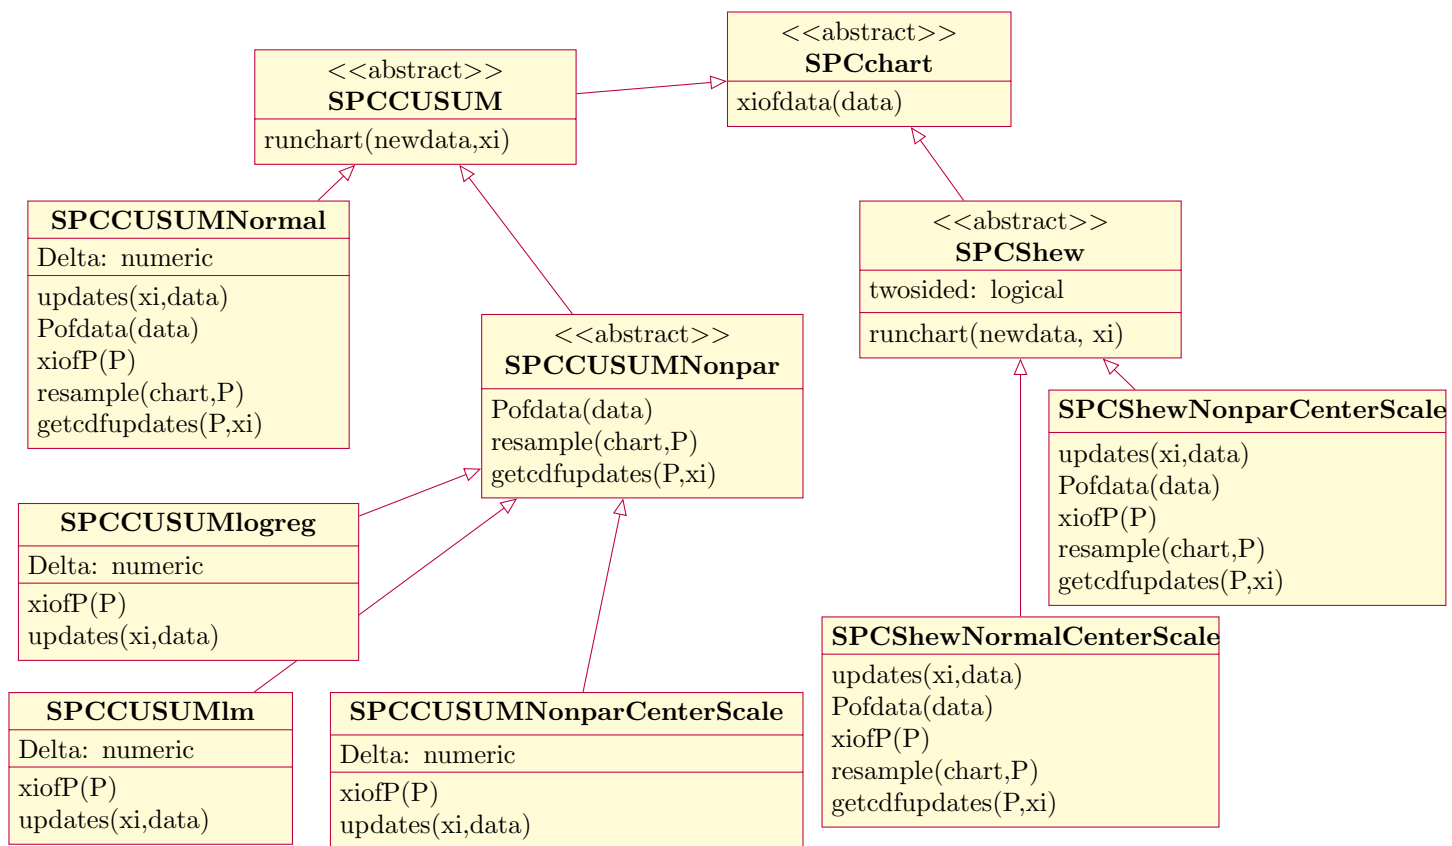 <<abstract>>
SPCchart
xiofdata(data)
<<abstract>>
SPCCUSUM
runchart(newdata,xi)
SPCCUSUMNormal
Delta: numeric
updates(xi,data)
Pofdata(data)
xiofP(P)
resample(chart,P)
getcdfupdates(P,xi)
<<abstract>>
SPCShew
twosided: logical
runchart(newdata, xi)
<<abstract>>
SPCCUSUMNonpar
Pofdata(data)
resample(chart,P)
getcdfupdates(P,xi)
SPCShewNonparCenterScale
updates(xi,data)
Pofdata(data)
xiofP(P)
resample(chart,P)
getcdfupdates(P,xi)
SPCCUSUMlogreg
Delta: numeric
xiofP(P)
updates(xi,data)
SPCShewNormalCenterScale
updates(xi,data)
Pofdata(data)
xiofP(P)
resample(chart,P)
getcdfupdates(P,xi)
SPCCUSUMlm
Delta: numeric
xiofP(P)
updates(xi,data)
SPCCUSUMNonparCenterScale
Delta: numeric
xiofP(P)
updates(xi,data)